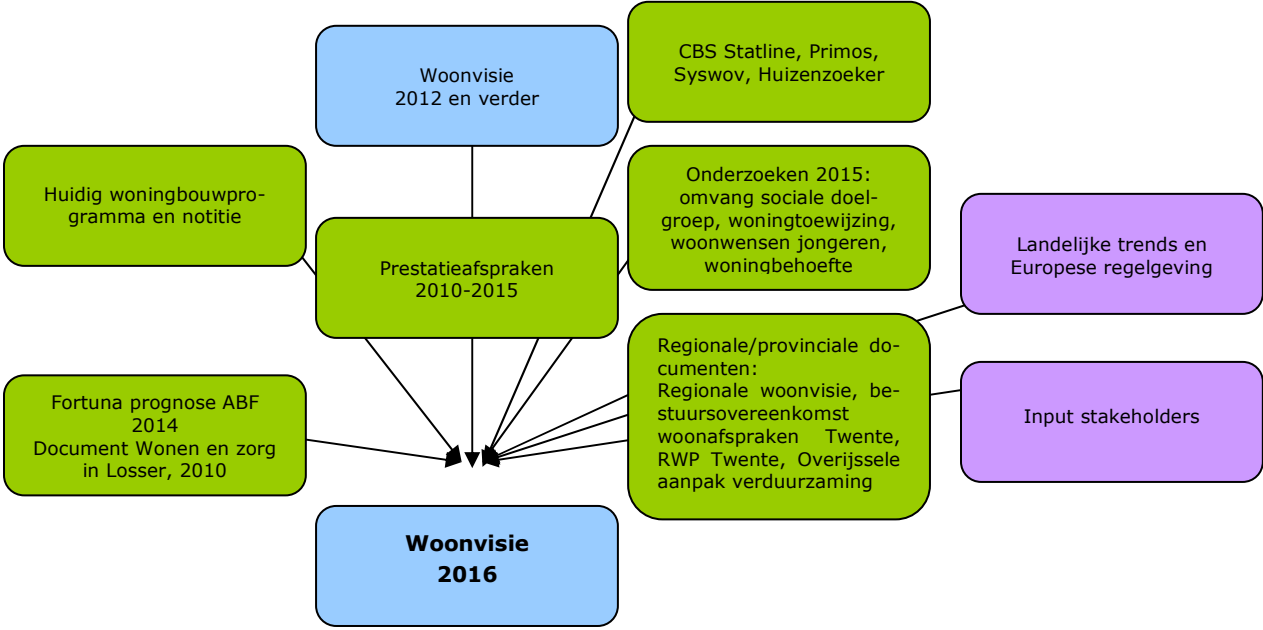 Woonvisie
2012 en verder
CBS Statline, Primos,
Syswov, Huizenzoeker
Huidig woningbouwpro-
gramma en notitie
Prestatieafspraken
2010-2015
Onderzoeken 2015:
omvang sociale doel-
groep, woningtoewijzing,
woonwensen jongeren,
woningbehoefte
Landelijke trends en
Europese regelgeving
Fortuna prognose ABF
2014
Document Wonen en zorg
in Losser, 2010
Regionale/provinciale do-
cumenten:
Regionale woonvisie, be-
stuursovereenkomst
woonafspraken Twente,
RWP Twente, Overijssele
aanpak verduurzaming
Input stakeholders
Woonvisie
2016